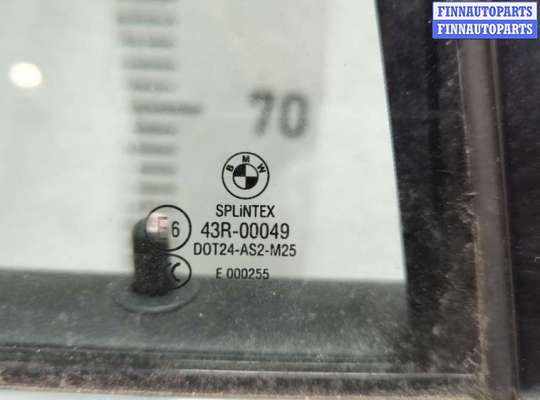 FINNAUTOPARTS
FINNAUTOPARTS
70
BMW
SPLiNTEX
E6
43R-00049
DOT24-AS2-M25
E 000255